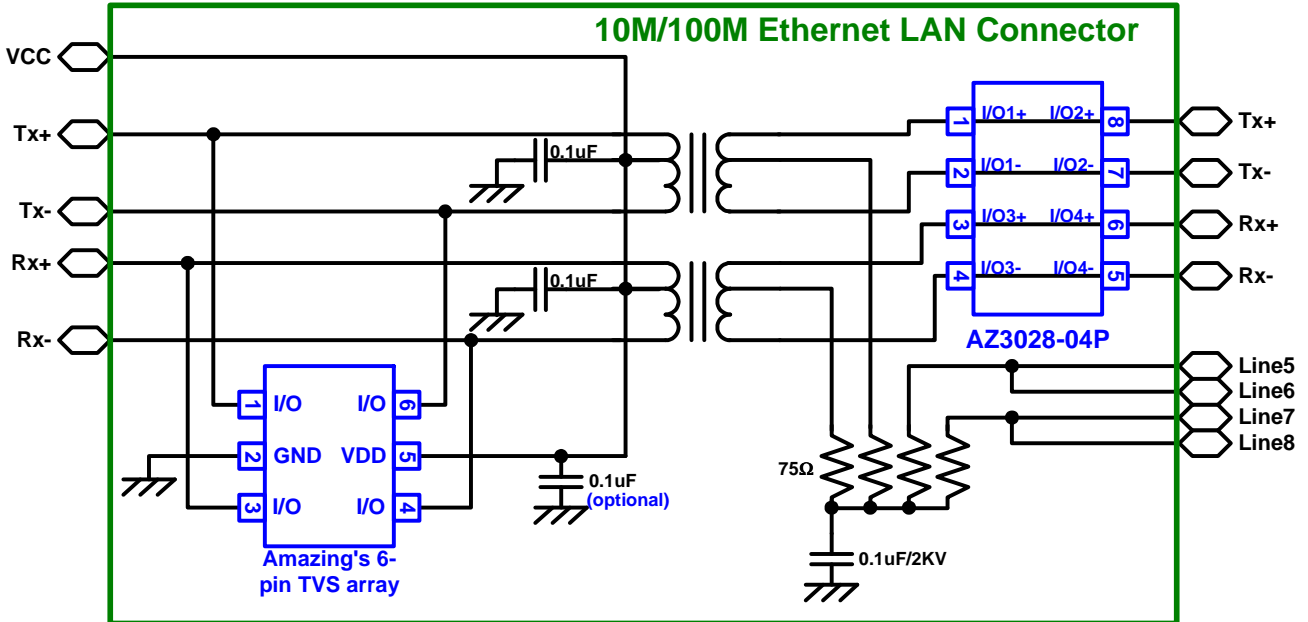 10M/100M Ethernet LAN Connector
VCC
Tx+
Tx-
Rx+
Rx-
0.1uF
0.1uF
1 I/O1+ I/O2+ 8
2 I/O1- I/O2- 7
3 I/O3+ I/O4+ 6
4 I/O3- I/O4- 5
AZ3028-04P
Tx+
Tx-
Rx+
Rx-
Line5
Line6
Line7
Line8
1 I/O I/O 6
2 GND VDD 5
3 I/O I/O 4
Amazing's 6-
pin TVS array
0.1uF
(optional)
75Ω
0.1uF/2KV